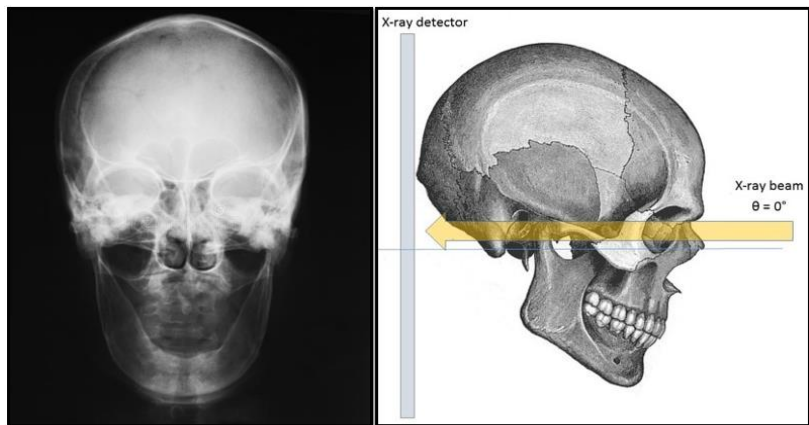 X-ray detector
X-ray beam
θ = 0°